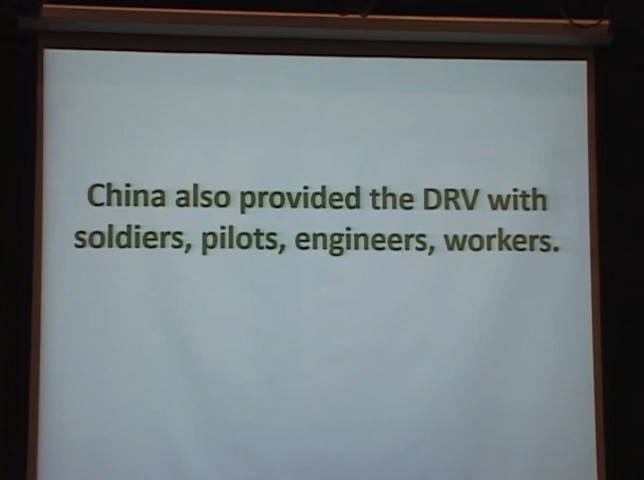 China also provided the DRV with
soldiers, pilots, engineers, workers.